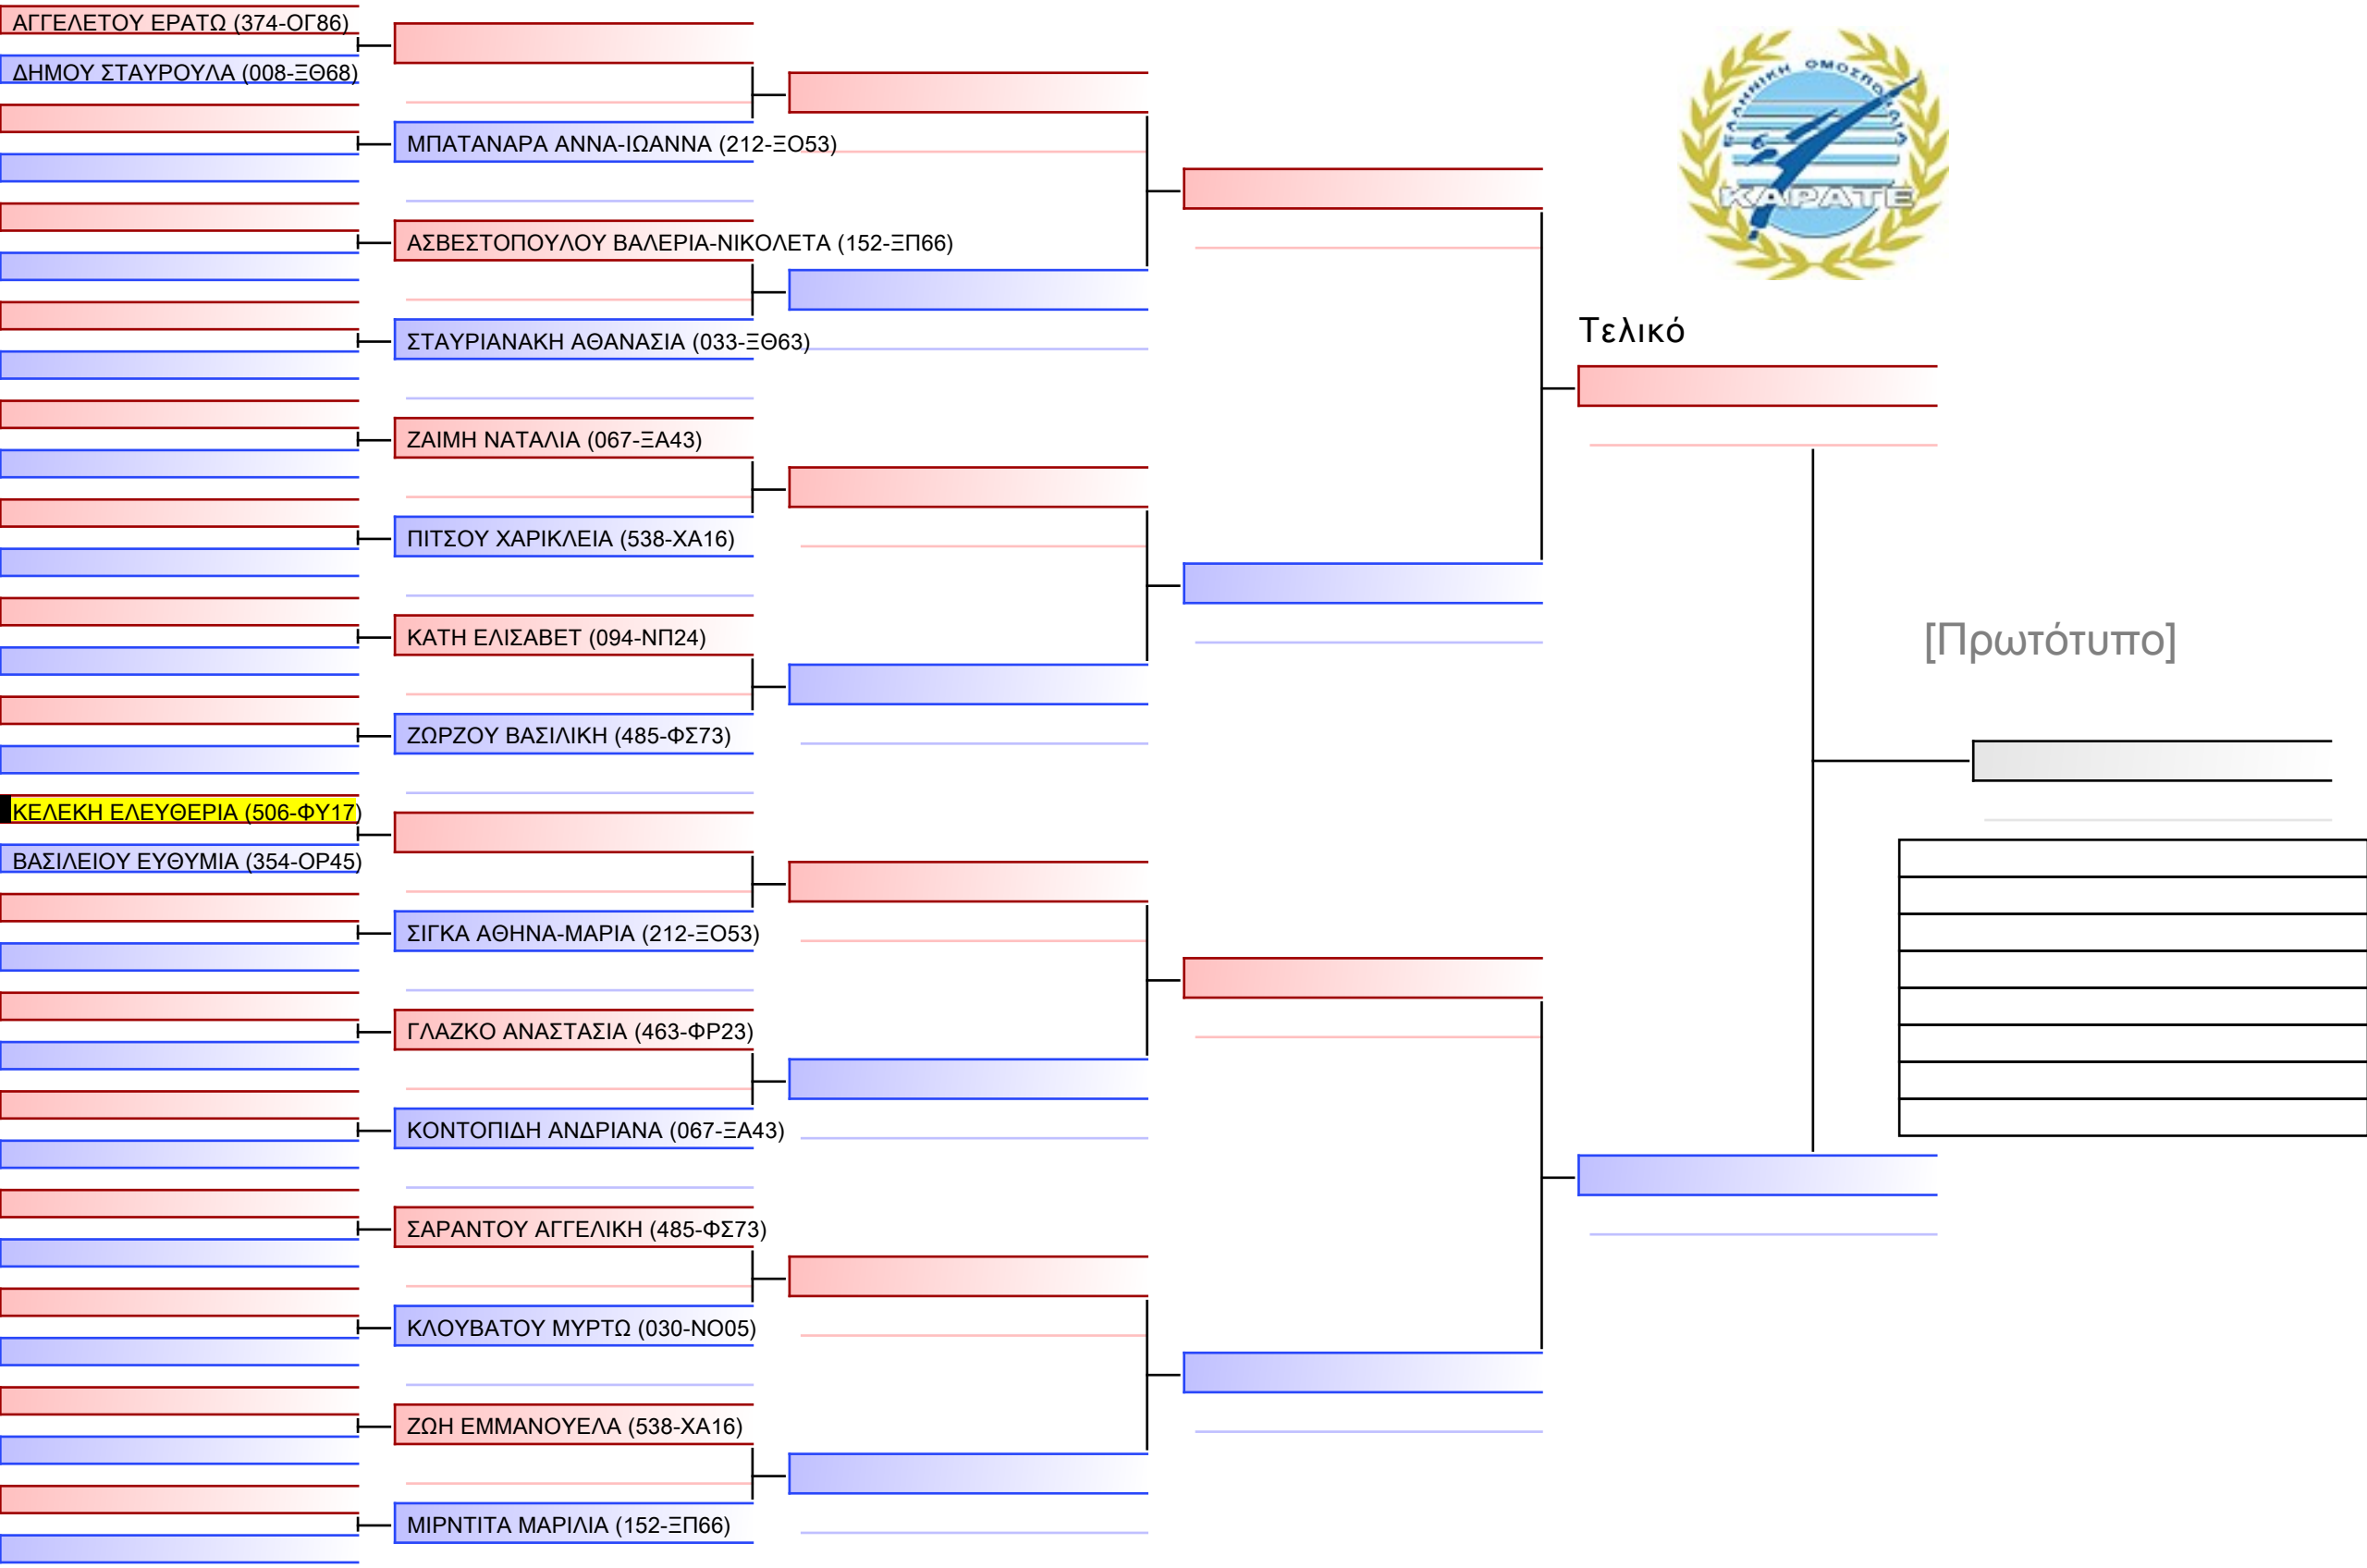 ΑΓΓΕΛΕΤΟΥ ΕΡΑΤΩ (374-ΟΓ86)
ΔΗΜΟΥ ΣΤΑΥΡΟΥΛΑ (008-ΞΘ68)
ΜΠΑΤΑΝΑΡΑ ΑΝΝΑ-ΙΩΑΝΝΑ (212-ΞΟ53)
ΑΣΒΕΣΤΟΠΟΥΛΟΥ ΒΑΛΕΡΙΑ-ΝΙΚΟΛΕΤΑ (152-ΞΠ66)
ΣΤΑΥΡΙΑΝΑΚΗ ΑΘΑΝΑΣΙΑ (033-ΞΘ63)
ΖΑΙΜΗ ΝΑΤΑΛΙΑ (067-ΞΑ43)
ΠΙΤΣΟΥ ΧΑΡΙΚΛΕΙΑ (538-ΧΑ16)
ΚΑΤΗ ΕΛΙΣΑΒΕΤ (094-ΝΠ24)
ΖΩΡΖΟΥ ΒΑΣΙΛΙΚΗ (485-ΦΣ73)
ΚΕΛΕΚΗ ΕΛΕΥΘΕΡΙΑ (506-ΦΥ17)
ΒΑΣΙΛΕΙΟΥ ΕΥΘΥΜΙΑ (354-ΟΡ45)
ΣΙΓΚΑ ΑΘΗΝΑ-ΜΑΡΙΑ (212-ΞΟ53)
ΓΛΑΖΚΟ ΑΝΑΣΤΑΣΙΑ (463-ΦΡ23)
ΚΟΝΤΟΠΙΔΗ ΑΝΔΡΙΑΝΑ (067-ΞΑ43)
ΣΑΡΑΝΤΟΥ ΑΓΓΕΛΙΚΗ (485-ΦΣ73)
ΚΛΟΥΒΑΤΟΥ ΜΥΡΤΩ (030-ΝΟ05)
ΖΩΗ ΕΜΜΑΝΟΥΕΛΑ (538-ΧΑ16)
ΜΙΡΝΤΙΤΑ ΜΑΡΙΛΙΑ (152-ΞΠ66)
ΕΛΛΗΝΙΚΗ ΟΜΟΣΠΟΝΔΙΑ
ΚΑΡΑΤΕ
Τελικό
[Πρωτότυπο]